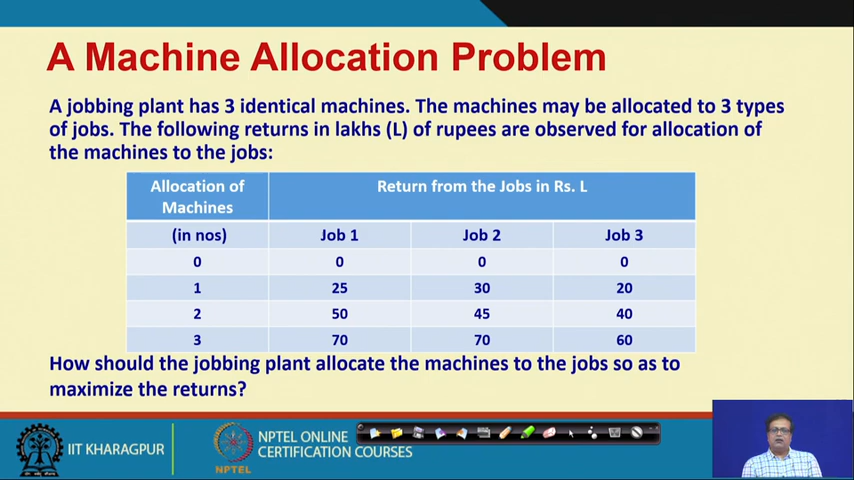 A Machine Allocation Problem
A jobbing plant has 3 identical machines. The machines may be allocated to 3 types
of jobs. The following returns in lakhs (L) of rupees are observed for allocation of
the machines to the jobs:
Allocation of Machines Return from the Jobs in Rs. L
(in nos) Job 1 Job 2 Job 3
0 0 0 0
1 25 30 20
2 50 45 40
3 70 70 60
How should the jobbing plant allocate the machines to the jobs so as to
maximize the returns?
IIT KHARAGPUR
NPTEL
NPTEL ONLINE
CERTIFICATION COURSES